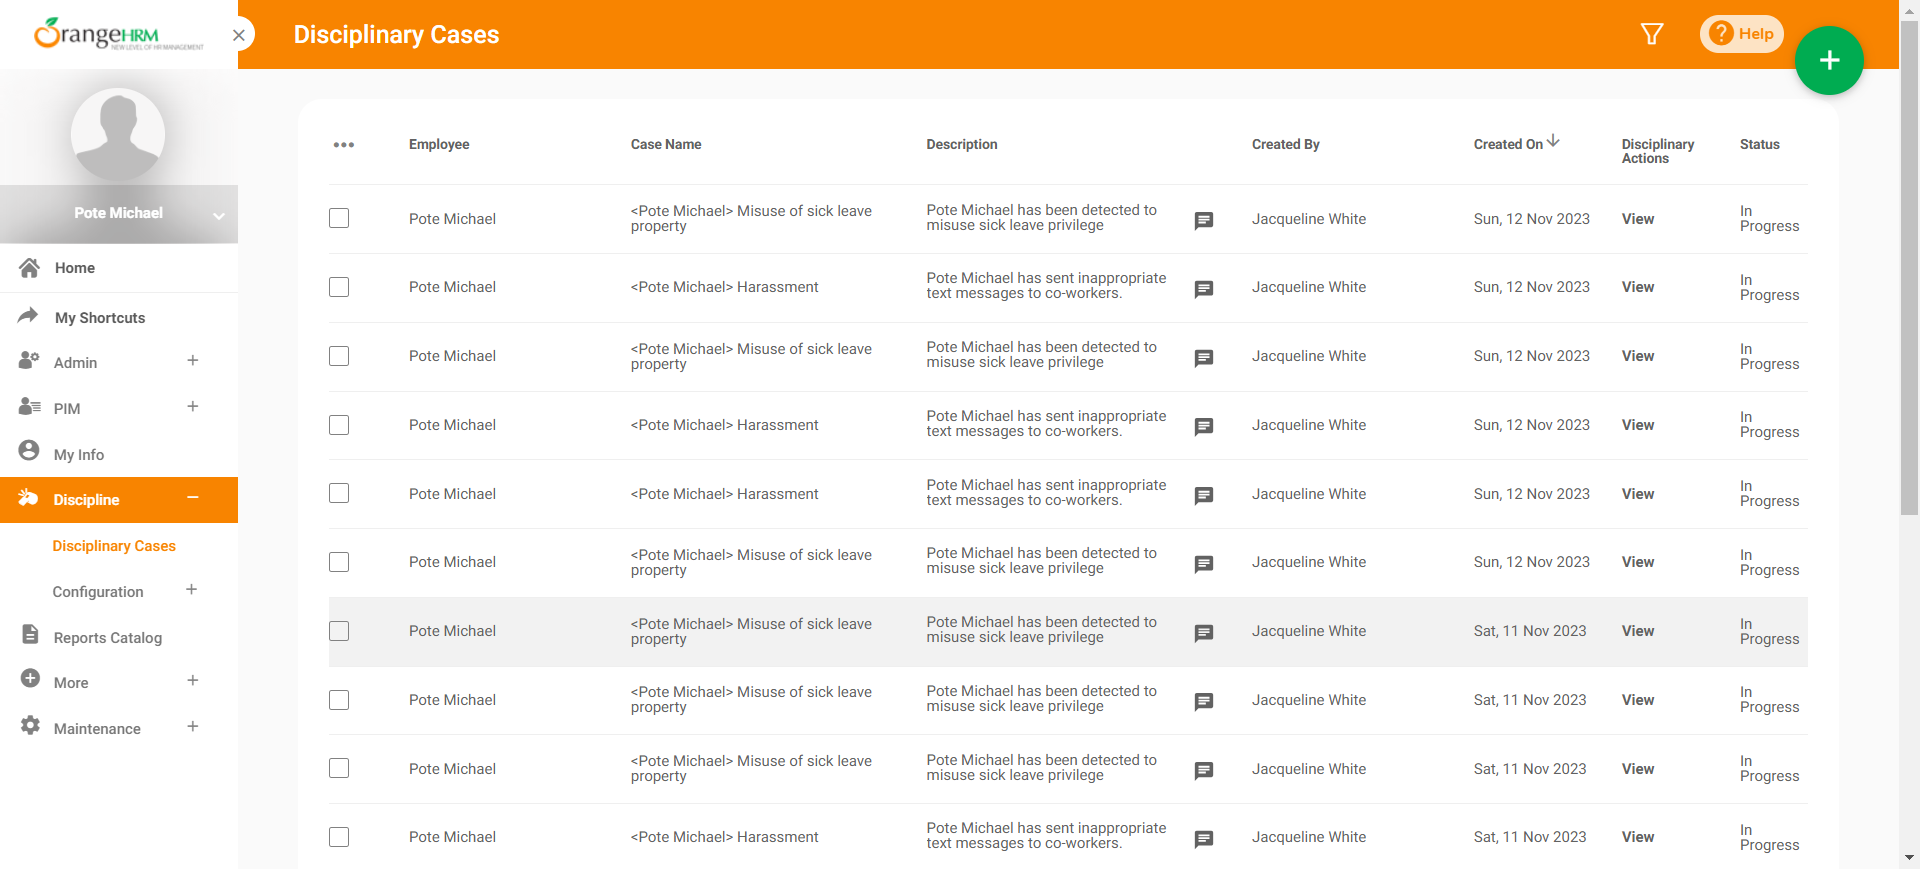 OrangeHRM
NEW LEVEL OF HR MANAGEMENT
Disciplinary Cases
? Help
Pote Michael
Home
My Shortcuts
Admin
PIM
My Info
Discipline
Disciplinary Cases
Configuration
Reports Catalog
More
Maintenance
Employee Case Name Description Created By Created On Disciplinary Actions Status
Pote Michael <Pote Michael> Misuse of sick leave property Pote Michael has been detected to misuse sick leave privilege Jacqueline White Sun, 12 Nov 2023 View In Progress
Pote Michael <Pote Michael> Harassment Pote Michael has sent inappropriate text messages to co-workers. Jacqueline White Sun, 12 Nov 2023 View In Progress
Pote Michael <Pote Michael> Misuse of sick leave property Pote Michael has been detected to misuse sick leave privilege Jacqueline White Sun, 12 Nov 2023 View In Progress
Pote Michael <Pote Michael> Harassment Pote Michael has sent inappropriate text messages to co-workers. Jacqueline White Sun, 12 Nov 2023 View In Progress
Pote Michael <Pote Michael> Harassment Pote Michael has sent inappropriate text messages to co-workers. Jacqueline White Sun, 12 Nov 2023 View In Progress
Pote Michael <Pote Michael> Misuse of sick leave property Pote Michael has been detected to misuse sick leave privilege Jacqueline White Sun, 12 Nov 2023 View In Progress
Pote Michael <Pote Michael> Misuse of sick leave property Pote Michael has been detected to misuse sick leave privilege Jacqueline White Sat, 11 Nov 2023 View In Progress
Pote Michael <Pote Michael> Misuse of sick leave property Pote Michael has been detected to misuse sick leave privilege Jacqueline White Sat, 11 Nov 2023 View In Progress
Pote Michael <Pote Michael> Misuse of sick leave property Pote Michael has been detected to misuse sick leave privilege Jacqueline White Sat, 11 Nov 2023 View In Progress
Pote Michael <Pote Michael> Harassment Pote Michael has sent inappropriate text messages to co-workers. Jacqueline White Sat, 11 Nov 2023 View In Progress